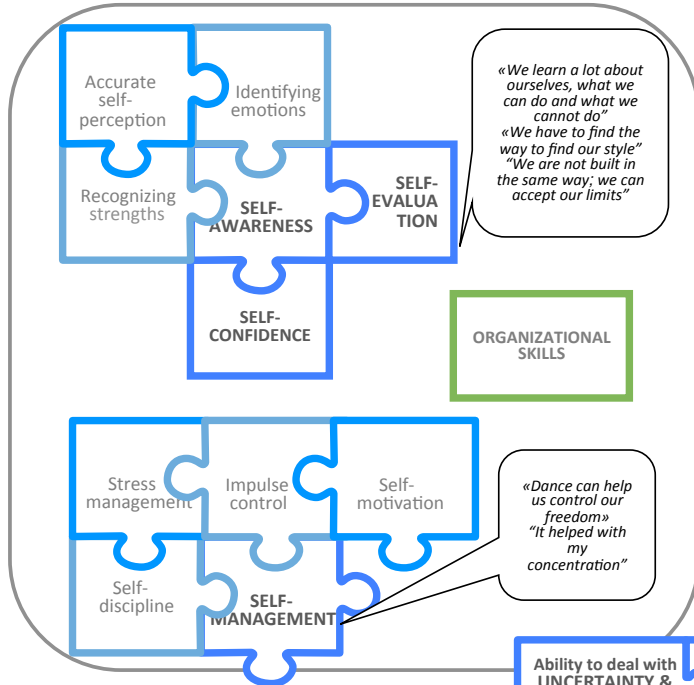 Accurate
self-
perception
Identifying
emotions
Recognizing
strengths
SELF-
AWARENESS
SELF-
EVALUA
TION
SELF-
CONFIDENCE
«We learn a lot about
ourselves, what we
can do and what we
cannot do”
«We have to find the
way to find our style”
“We are not built in
the same way; we can
accept our limits”
ORGANIZATIONAL
SKILLS
Stress
management
Impulse
control
Self-
motivation
Self-
discipline
SELF-
MANAGEMENT
«Dance can help
us control our
freedom»
“It helped with
my
concentration”
Ability to deal with
UNCERTAINTY &